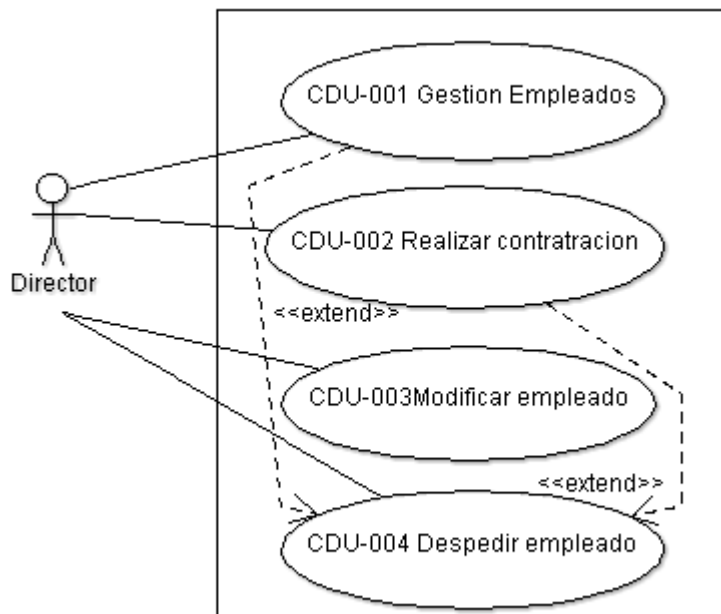 CDU-001 Gestion Empleados
CDU-002 Realizar contratracion
Director
<<extend>>
CDU-003Modificar empleado
<<extend>>
CDU-004 Despedir empleado